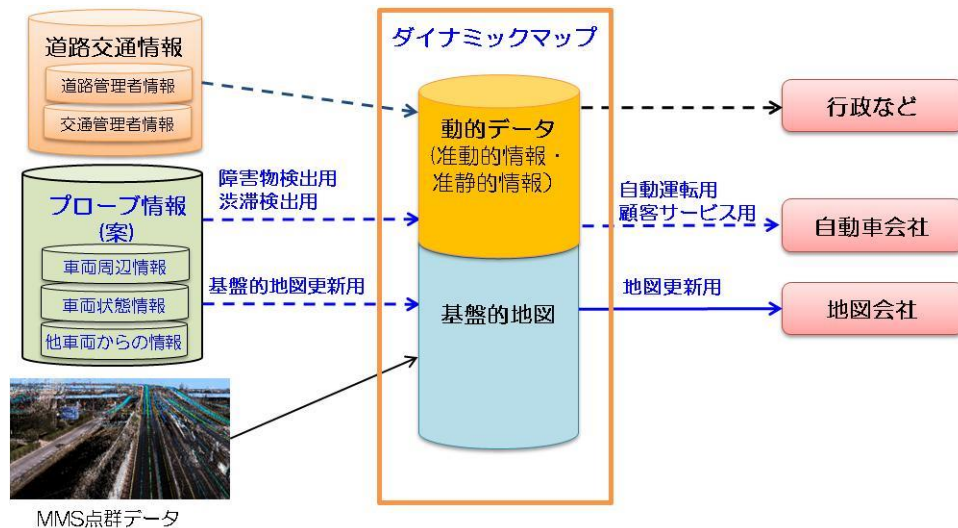 道路交通情報
道路管理者情報
交通管理者情報
プローブ情報
(案)
車両周辺情報
車両状態情報
他車両からの情報
MMS点群データ
障害物検出用
渋滞検出用
基盤的地図更新用
ダイナミックマップ
動的データ
(准動的情報・
准静的情報)
基盤的地図
自動運転用
顧客サービス用
地図更新用
行政など
自動車会社
地図会社